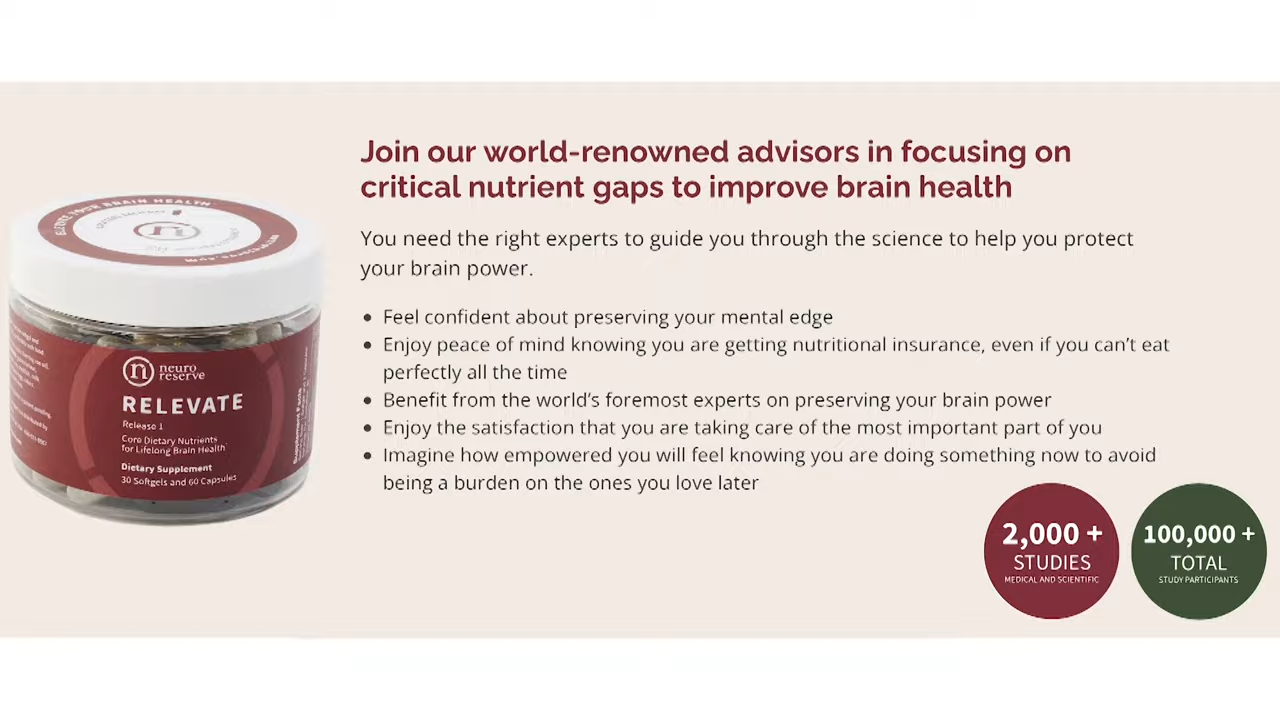 Join our world-renowned advisors in focusing on
critical nutrient gaps to improve brain health
You need the right experts to guide you through the science to help you protect
your brain power.
Feel confident about preserving your mental edge
Enjoy peace of mind knowing you are getting nutritional insurance, even if you can't eat
perfectly all the time
Benefit from the world's foremost experts on preserving your brain power
Enjoy the satisfaction that you are taking care of the most important part of you
Imagine how empowered you will feel knowing you are doing something now to avoid
being a burden on the ones you love later
YOUR BRAIN HEALTH
neuro
reserve
RELEVATE
Release 1
Core Dietary Nutrients
for Lifelong Brain Health
Dietary Supplement
30 Softgels and 60 Capsules
2,000 +
STUDIES
MEDICAL AND SCIENTIFIC
100,000 +
TOTAL
STUDY PARTICIPANTS